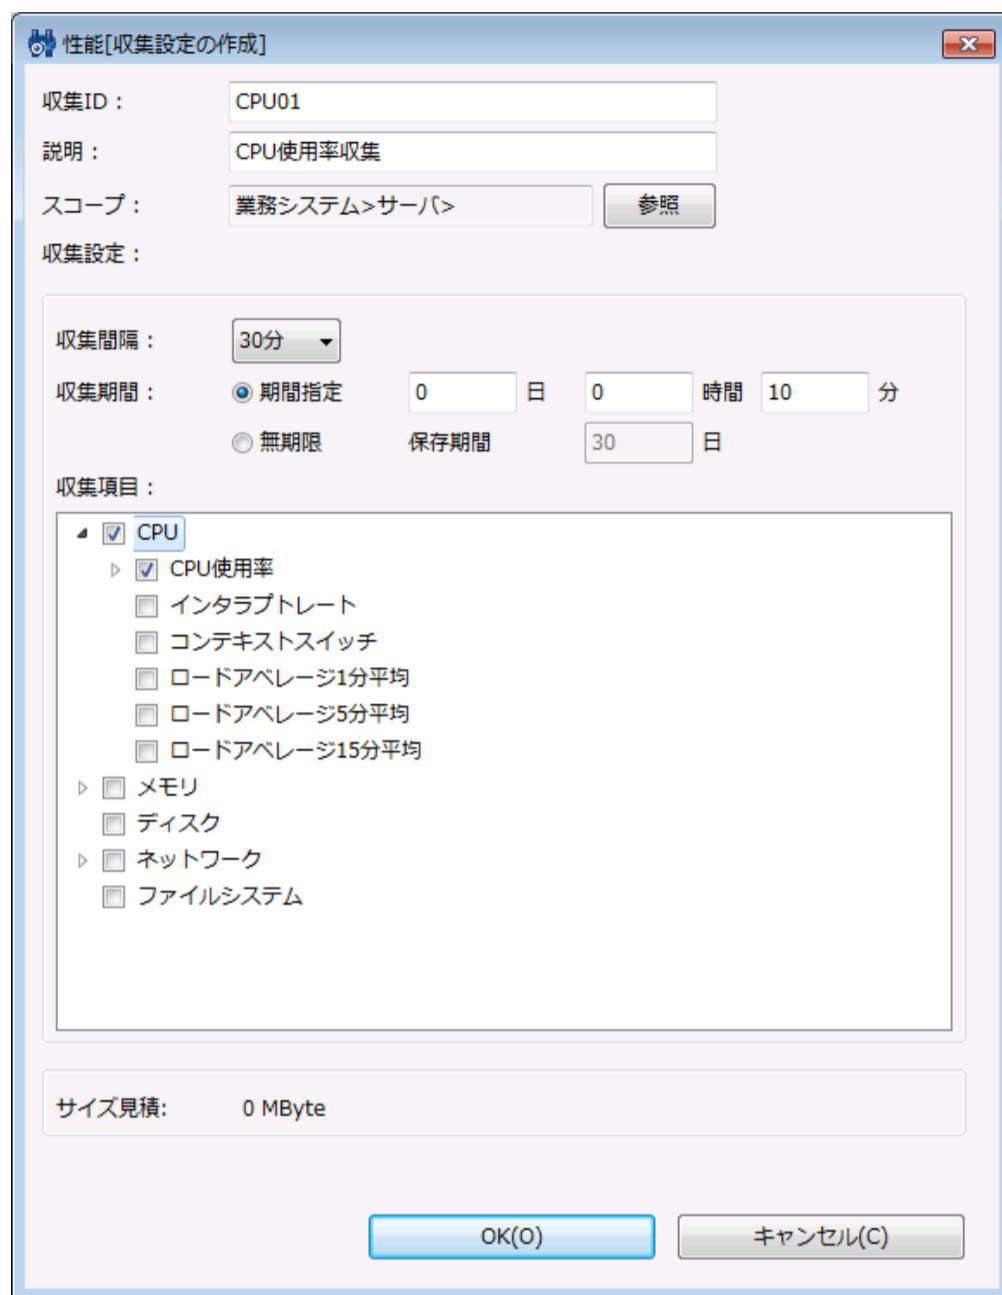 性能[収集設定の作成]
収集ID： CPU01
説明： CPU使用率収集
スコープ： 業務システム>サーバ> 参照
収集設定：
収集間隔： 30分
収集期間： 期間指定 0 日 0 時間 10 分
無期限 保存期間 30 日
収集項目：
CPU
CPU使用率
インタラプトレート
コンテキストスイッチ
ロードアベレージ1分平均
ロードアベレージ5分平均
ロードアベレージ15分平均
メモリ
ディスク
ネットワーク
ファイルシステム
サイズ見積: 0 MByte
OK(O) キャンセル(C)